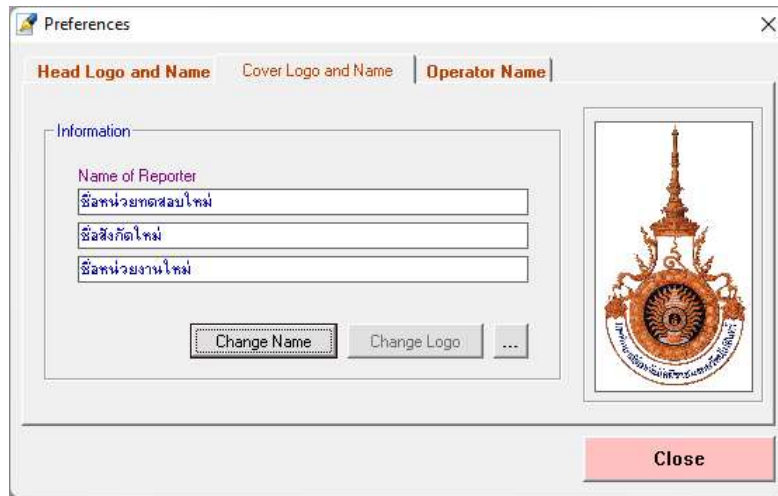 Preferences
Head Logo and Name
Cover Logo and Name
Operator Name
Information
Name of Reporter
ชื่อหน่วยทดสอบใหม่
ชื่อสังกัดใหม่
ชื่อหน่วยงานใหม่
Change Name
Change Logo
...
Close